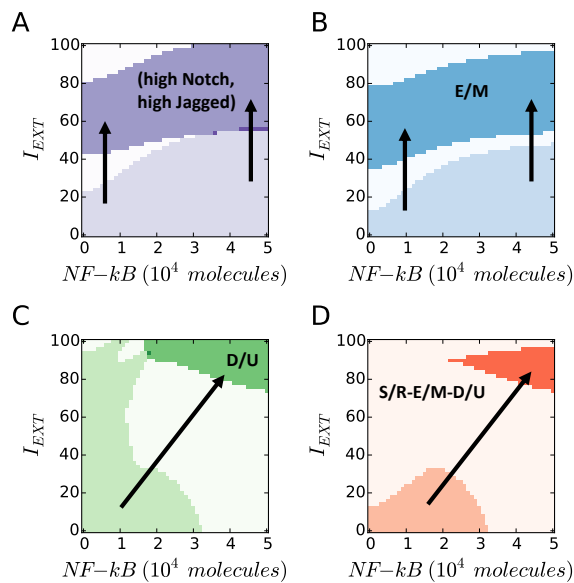 A
B
100
80
60
40
20
0
I_EXT
(high Notch,
high Jagged)
0 1 2 3 4 5
NF−kB (10^4 molecules)
100
80
60
40
20
0
I_EXT
E/M
0 1 2 3 4 5
NF−kB (10^4 molecules)
C
D
100
80
60
40
20
0
I_EXT
D/U
0 1 2 3 4 5
NF−kB (10^4 molecules)
100
80
60
40
20
0
I_EXT
S/R-E/M-D/U
0 1 2 3 4 5
NF−kB (10^4 molecules)